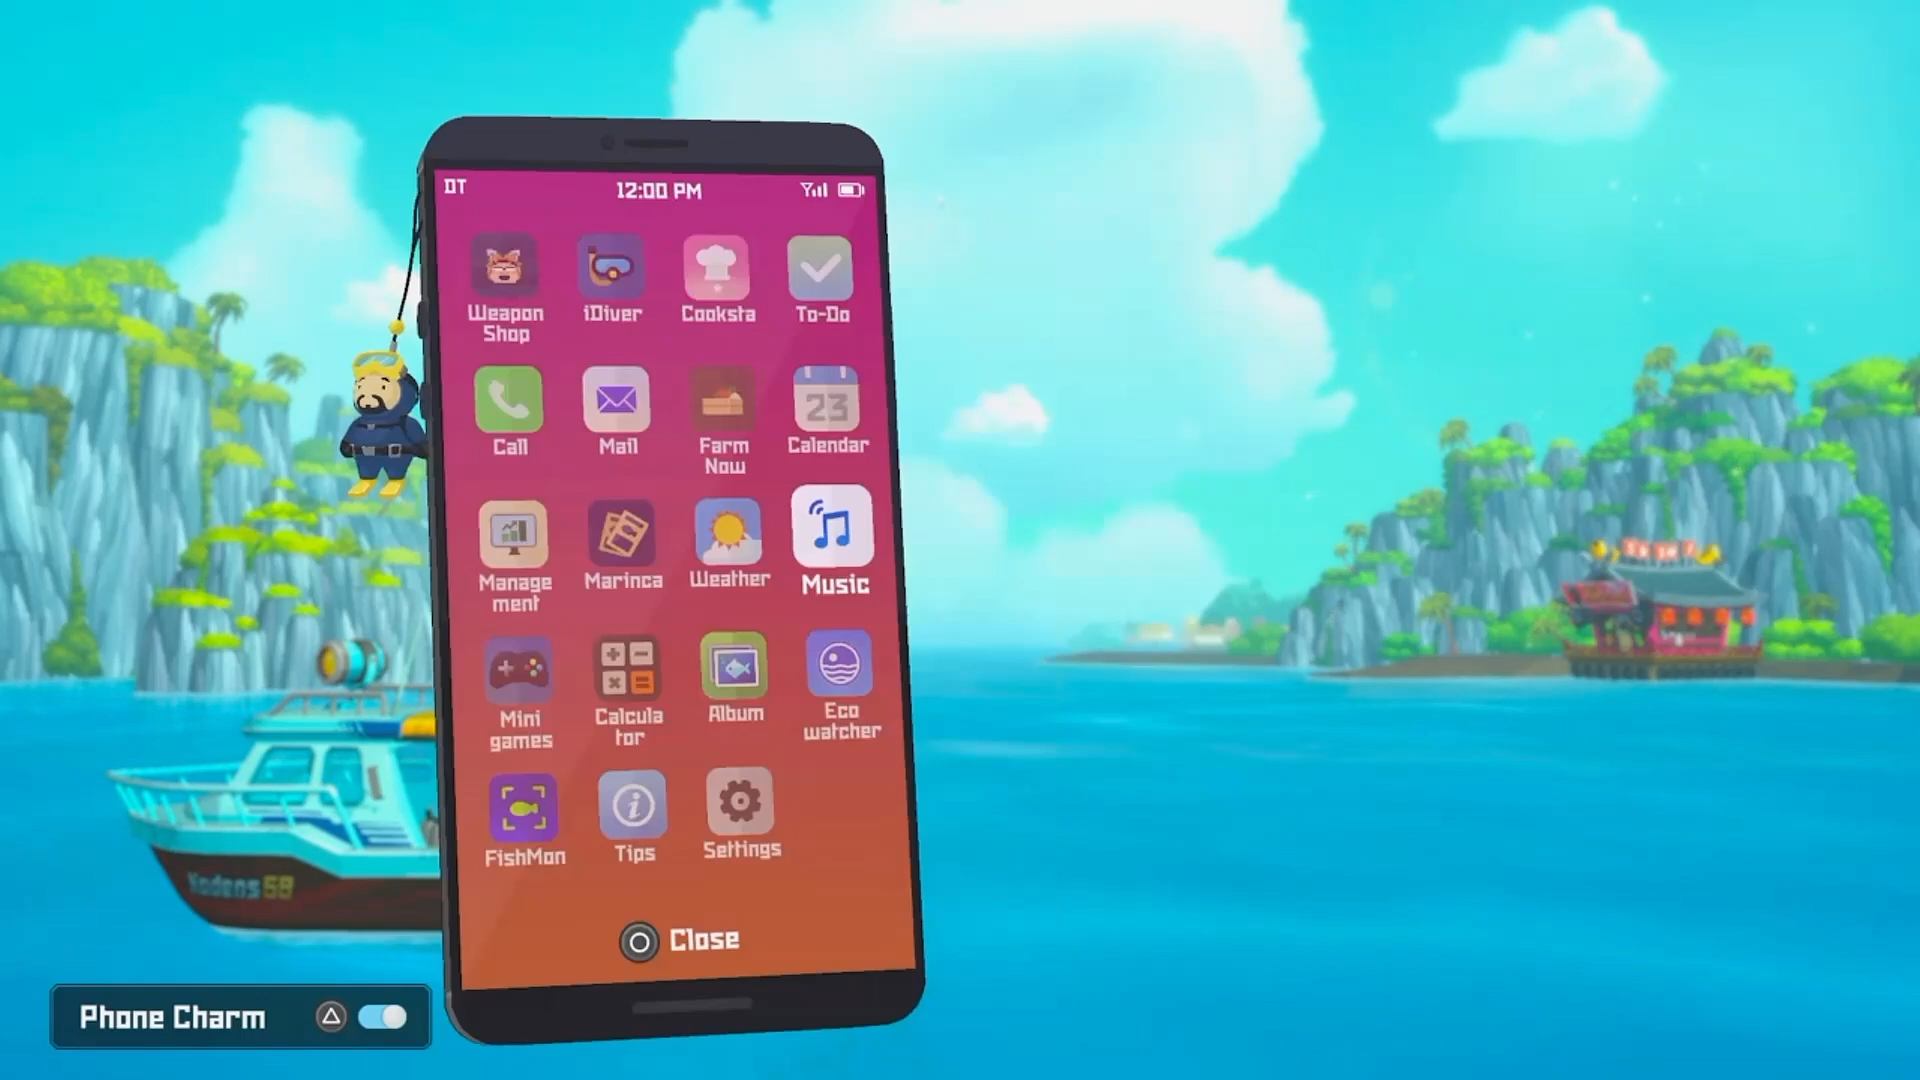 DT
12:00 PM
Weapon
Shop
iDiver
Cooksta
To-Do
Call
Mail
Farm
Now
23
Calendar
Manage
ment
Marinca
Weather
Music
Mini
games
Calcula
tor
Album
Eco
watcher
FishMon
Tips
Settings
Close
Phone Charm